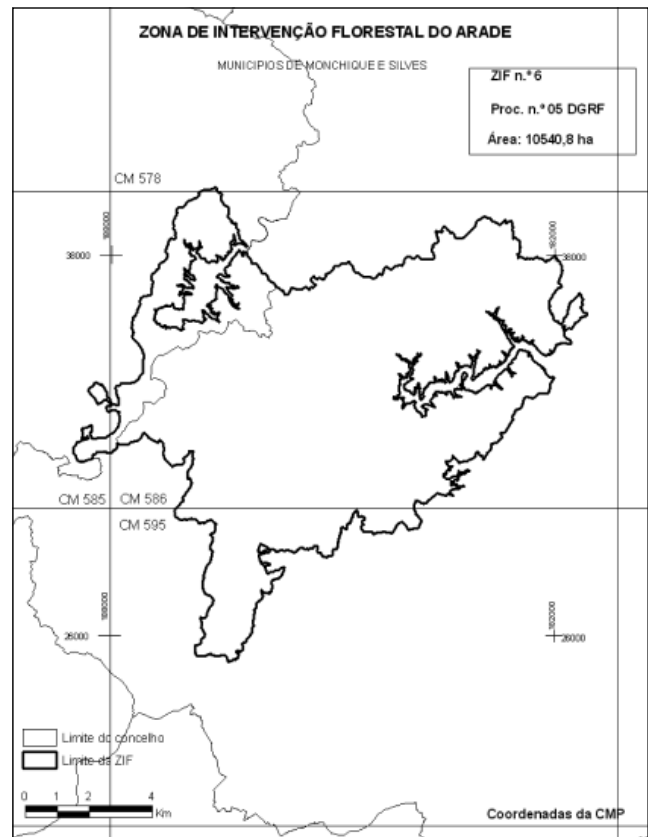 ZONA DE INTERVENÇÃO FLORESTAL DO ARADE
MUNICIPIOS DE MONCHIQUE E SILVES
ZIF n.º 6
Proc. n.º 05 DGRF
Área: 10540,8 ha
CM 578
38000
38000
182000
CM 585
CM 586
CM 595
26000
182000
26000
Limite do concelho
Limite da ZIF
0 1 2 4
Km
Coordenadas da CMP